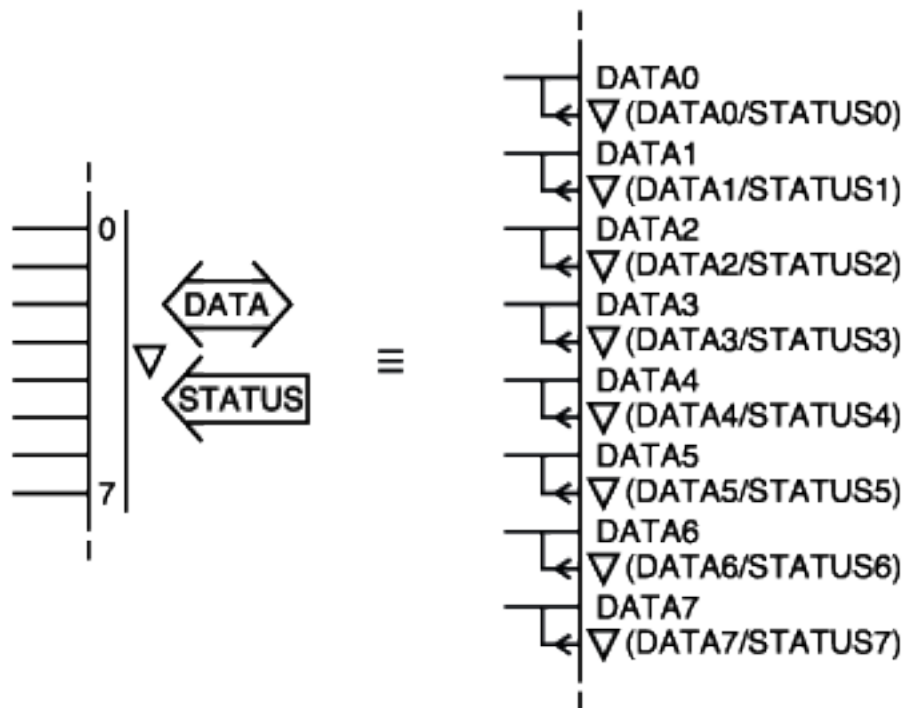 0
DATA
STATUS
7
≡
DATA0
▽ (DATA0/STATUS0)
DATA1
▽ (DATA1/STATUS1)
DATA2
▽ (DATA2/STATUS2)
DATA3
▽ (DATA3/STATUS3)
DATA4
▽ (DATA4/STATUS4)
DATA5
▽ (DATA5/STATUS5)
DATA6
▽ (DATA6/STATUS6)
DATA7
▽ (DATA7/STATUS7)